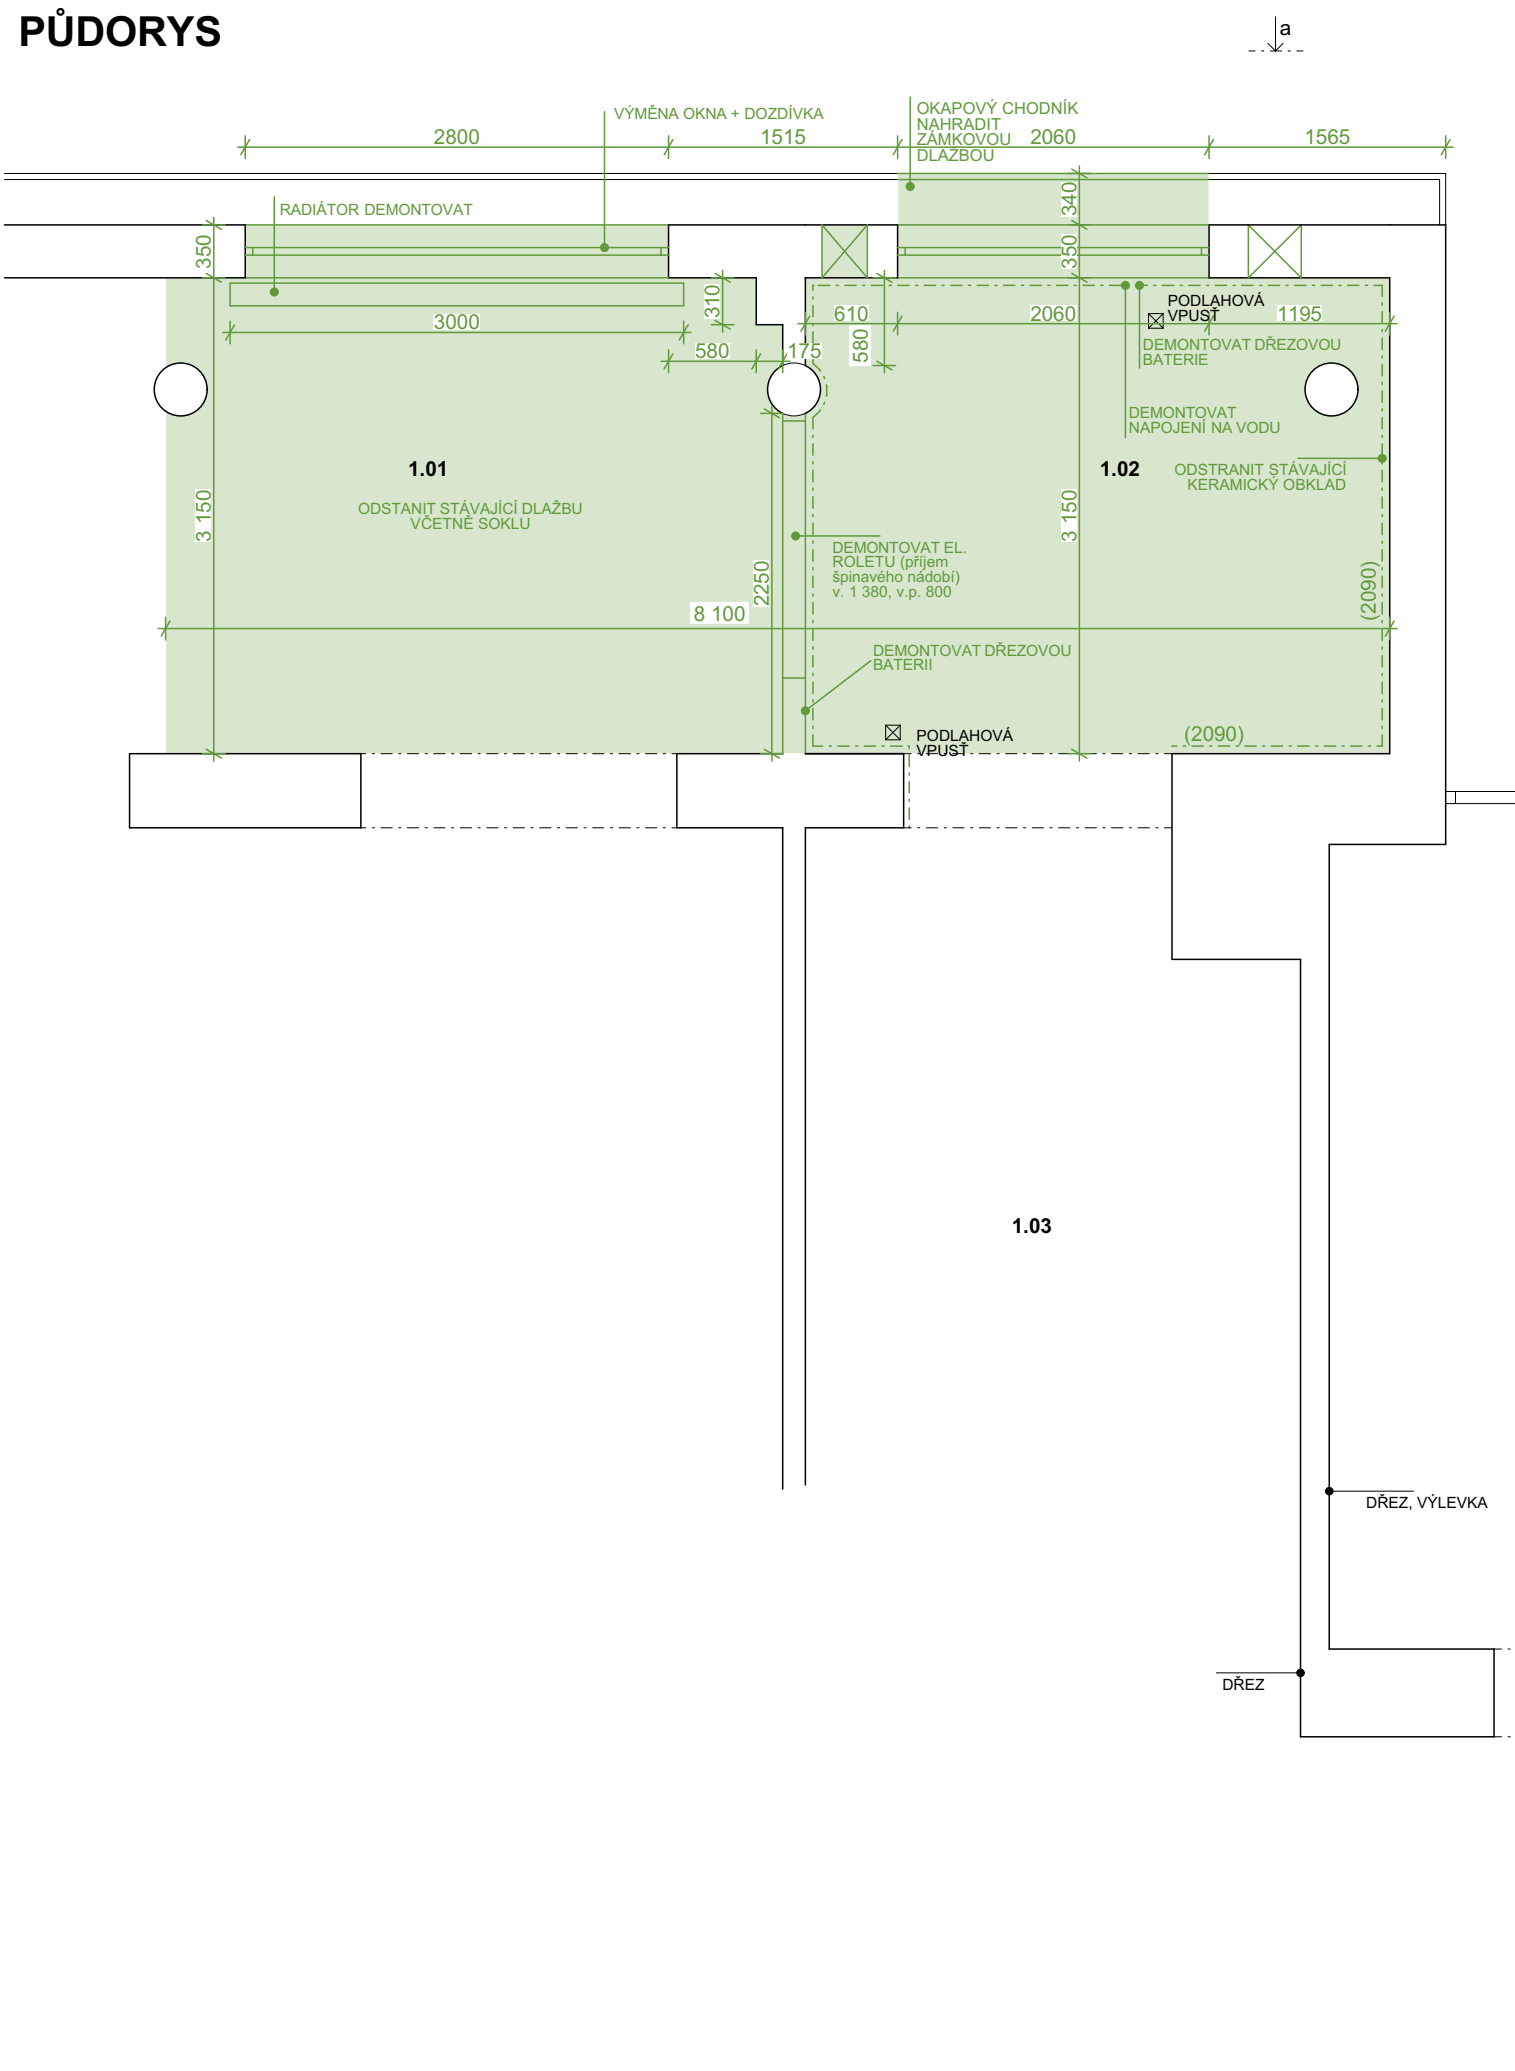 PŮDORYS
a
VÝMĚNA OKNA + DOZDÍVKA
OKAPOVÝ CHODNÍK
NAHRADIT
ZÁMKOVOU
DLAŽBOU
2800
1515
2060
1565
RADIÁTOR DEMONTOVAT
340
350
350
310
3000
580
175
610
580
2060
1195
PODLAHOVÁ
VPUSŤ
DEMONTOVAT DŘEZOVOU
BATERIE
DEMONTOVAT
NAPOJENÍ NA VODU
1.01
1.02
ODSTRANIT STÁVAJÍCÍ
KERAMICKÝ OBKLAD
ODSTANIT STÁVAJÍCÍ DLAŽBU
VČETNĚ SOKLU
3 150
3 150
DEMONTOVAT EL.
ROLETU (příjem
špinavého nádobí)
v. 1 380, v.p. 800
2250
(2090)
8 100
DEMONTOVAT DŘEZOVOU
BATERII
PODLAHOVÁ
VPUSŤ
(2090)
1.03
DŘEZ, VÝLEVKA
DŘEZ